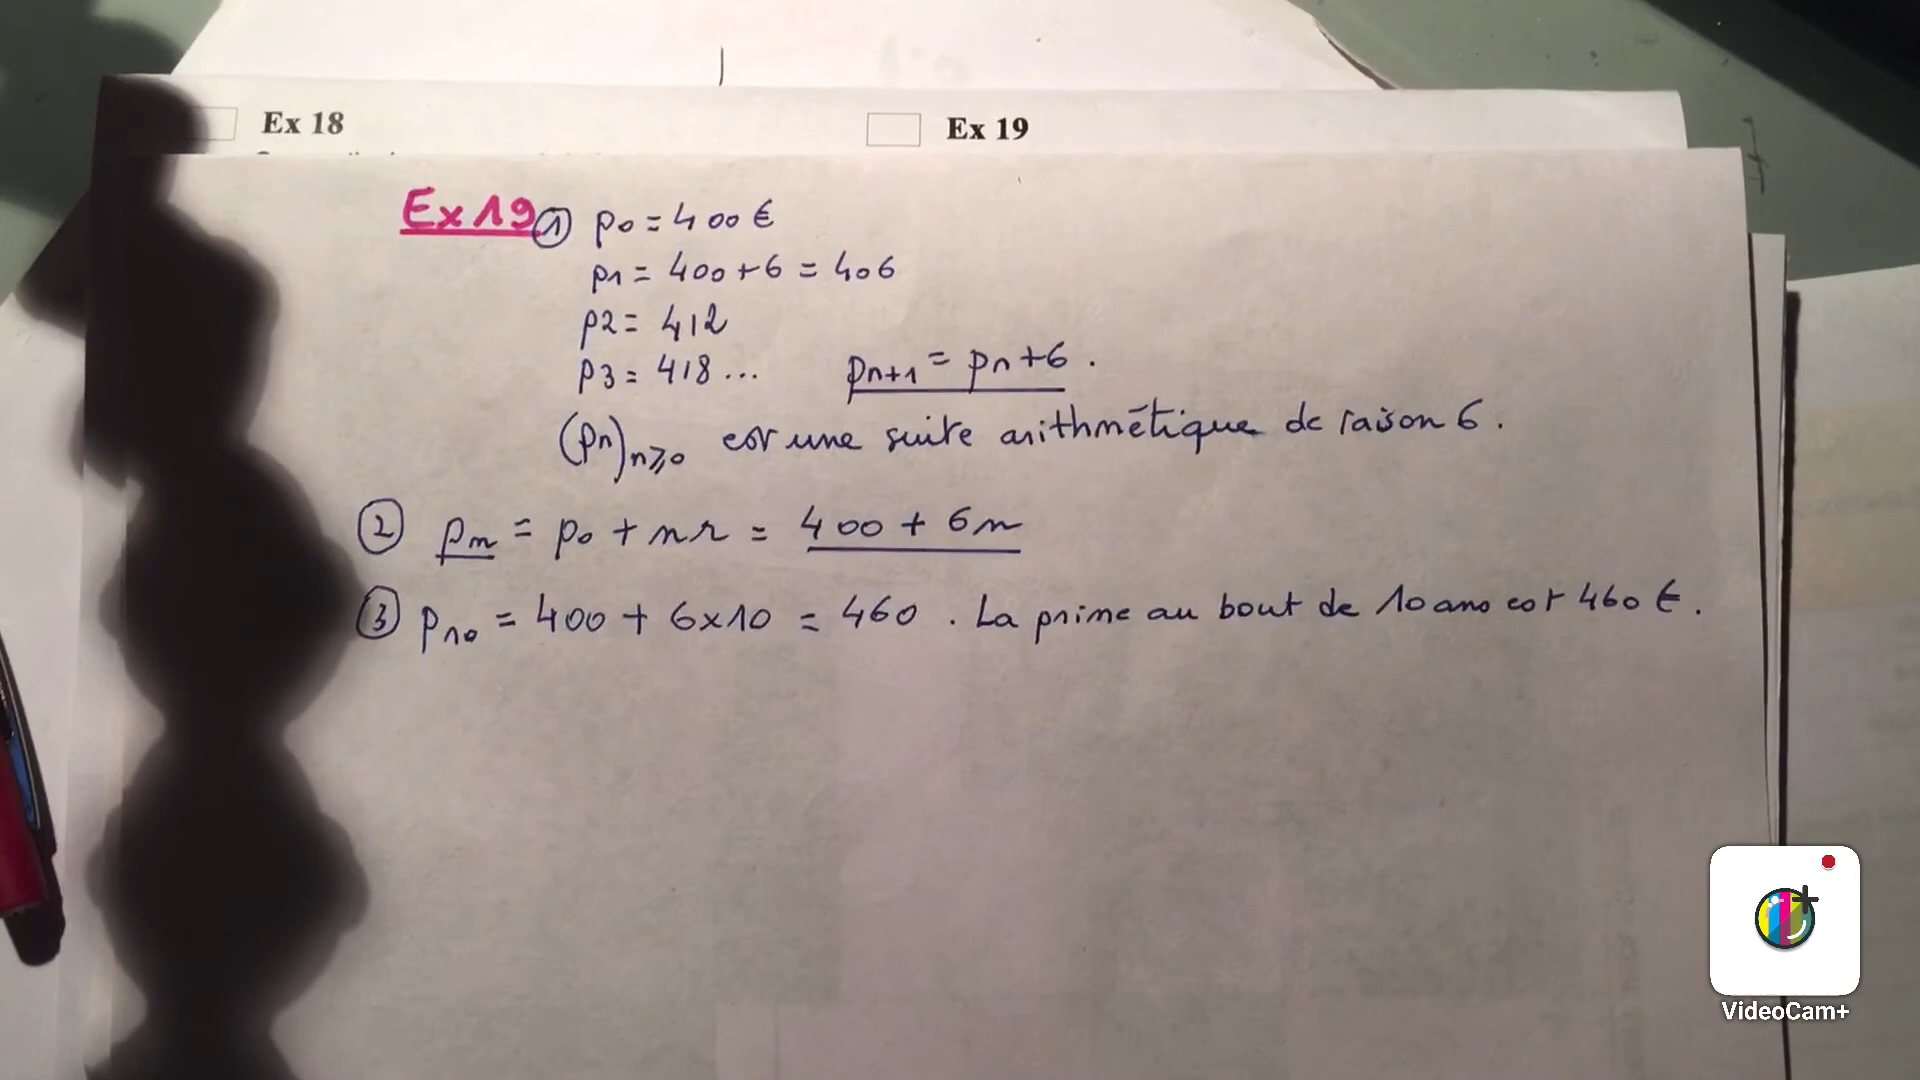 Ex 18
Ex 19
Ex 19 ① p0 = 400 €
p1 = 400 + 6 = 406
p2 = 412
p3 = 418 ... pn+1 = pn + 6 .
(pn)n⩾0 est une suite arithmétique de raison 6 .
② pn = p0 + nr = 400 + 6n
③ p10 = 400 + 6x10 = 460 . La prime au bout de 10 ans est 460 € .
VideoCam+